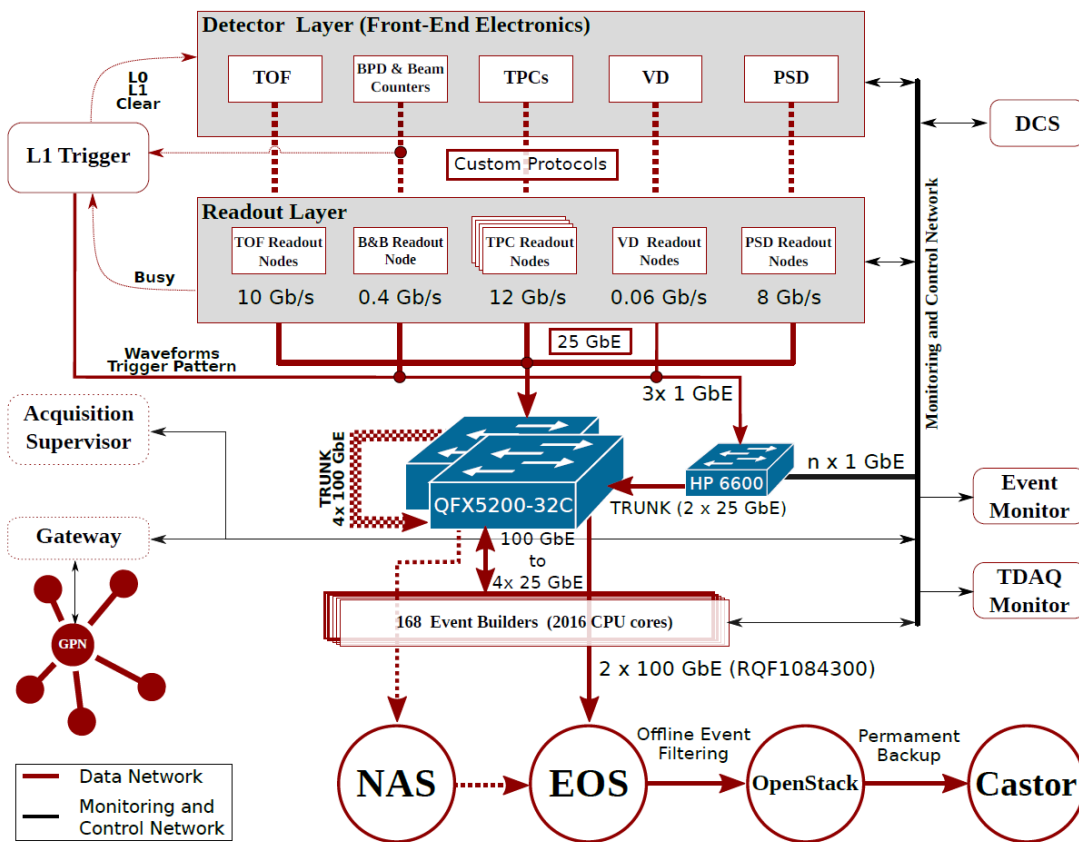 Detector Layer (Front-End Electronics)
TOF
BPD & Beam
Counters
TPCs
VD
PSD
L0
L1
Clear
L1 Trigger
DCS
Custom Protocols
Monitoring and Control Network
Readout Layer
TOF Readout
Nodes
B&B Readout
Node
TPC Readout
Nodes
VD Readout
Nodes
PSD Readout
Nodes
Busy
10 Gb/s
0.4 Gb/s
12 Gb/s
0.06 Gb/s
8 Gb/s
25 GbE
Waveforms
Trigger Pattern
3x 1 GbE
Acquisition
Supervisor
TRUNK
4x 100 GbE
QFX5200-32C
HP 6600
n x 1 GbE
TRUNK (2 x 25 GbE)
Event
Monitor
Gateway
100 GbE
to
4x 25 GbE
TDAQ
Monitor
168 Event Builders (2016 CPU cores)
GPN
2 x 100 GbE (RQF1084300)
NAS
EOS
Offline Event
Filtering
OpenStack
Permament
Backup
Castor
Data Network
Monitoring and
Control Network